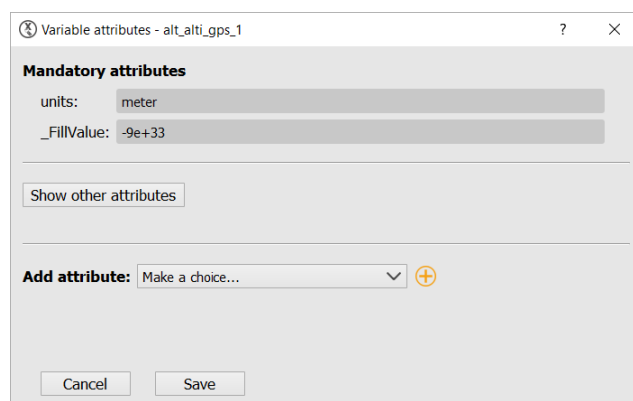 Variable attributes - alt_alti_gps_1 ?
Mandatory attributes
units: meter
_FillValue: -9e+33
Show other attributes
Add attribute: Make a choice...
Cancel Save